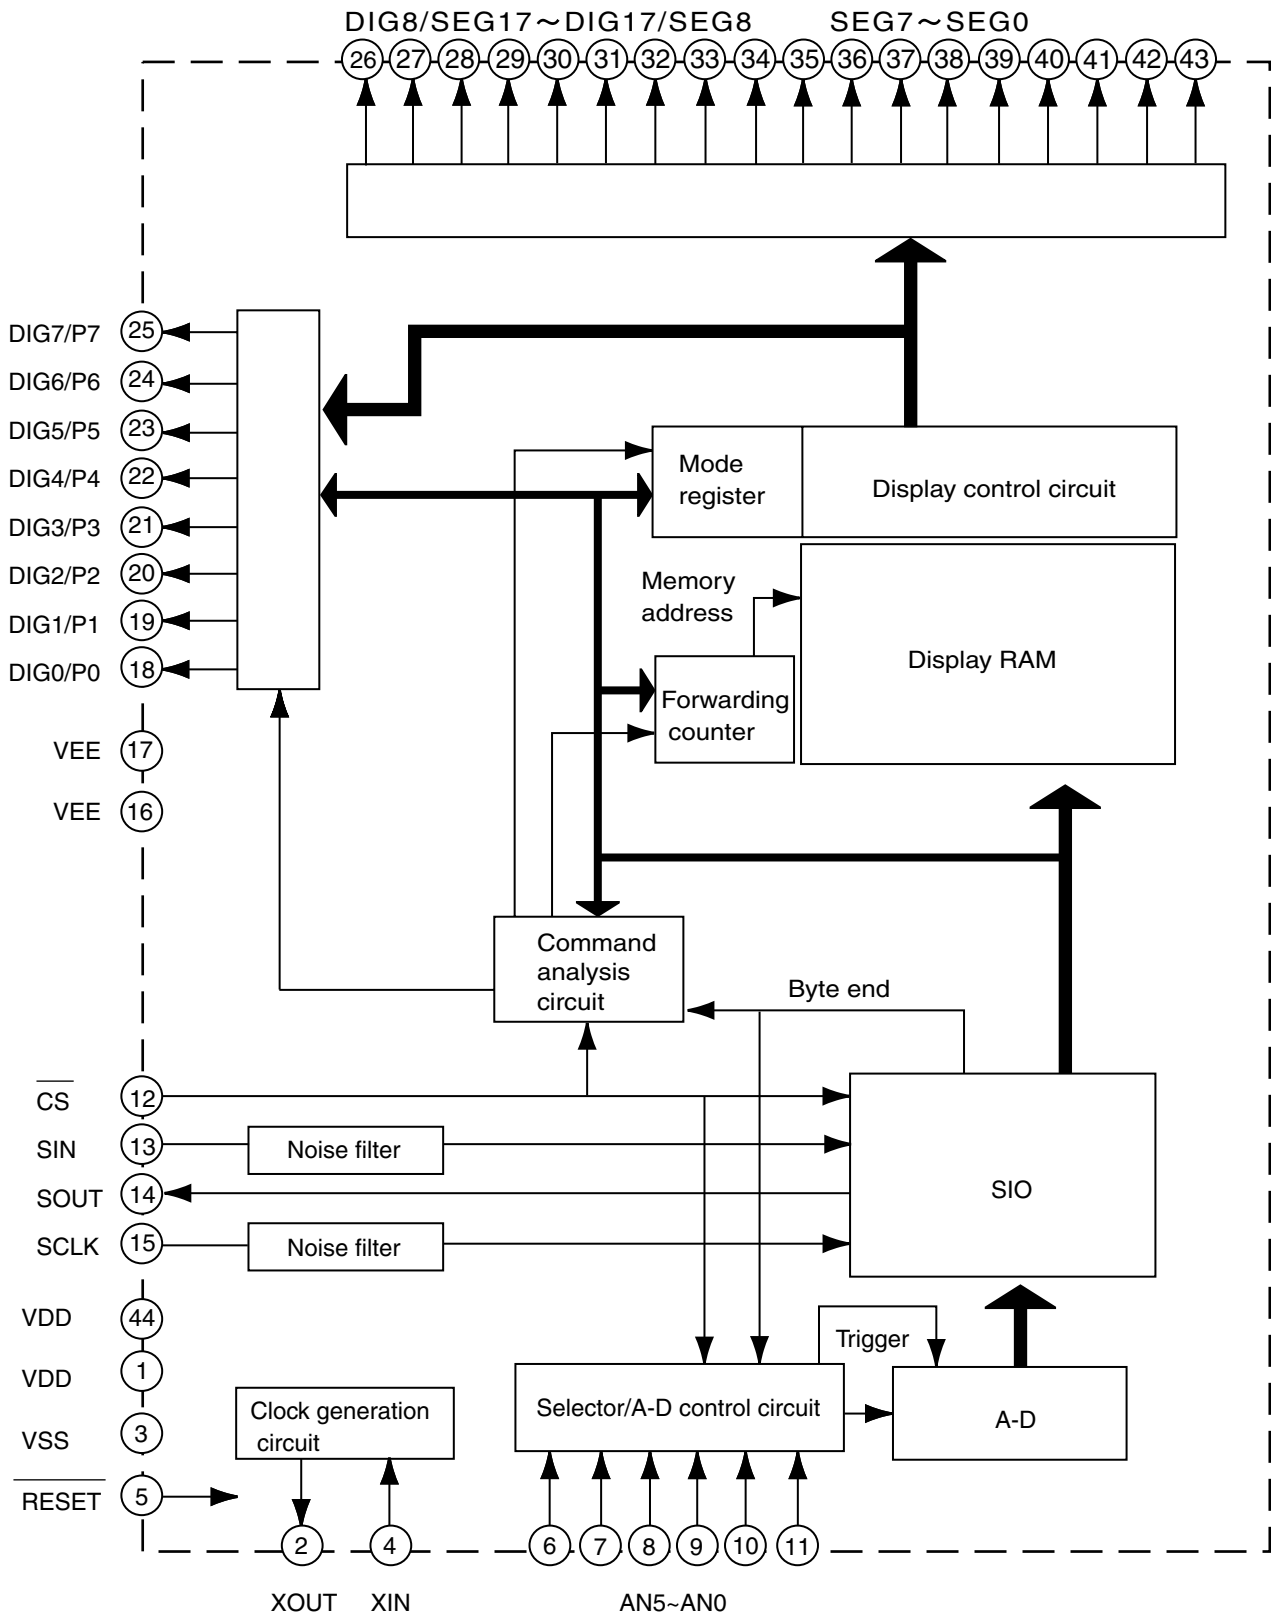 DIG8/SEG17～DIG17/SEG8 SEG7～SEG0
26 27 28 29 30 31 32 33 34 35 36 37 38 39 40 41 42 43
DIG7/P7 25
DIG6/P6 24
DIG5/P5 23
DIG4/P4 22
DIG3/P3 21
DIG2/P2 20
DIG1/P1 19
DIG0/P0 18
VEE 17
VEE 16
Mode
register
Display control circuit
Memory
address
Display RAM
Forwarding
counter
Command
analysis
circuit
Byte end
CS 12
SIN 13 Noise filter
SOUT 14
SIO
SCLK 15 Noise filter
VDD 44
VDD 1
VSS 3
RESET 5
Clock generation
circuit
Trigger
Selector/A-D control circuit
A-D
2 4 6 7 8 9 10 11
XOUT XIN AN5~AN0